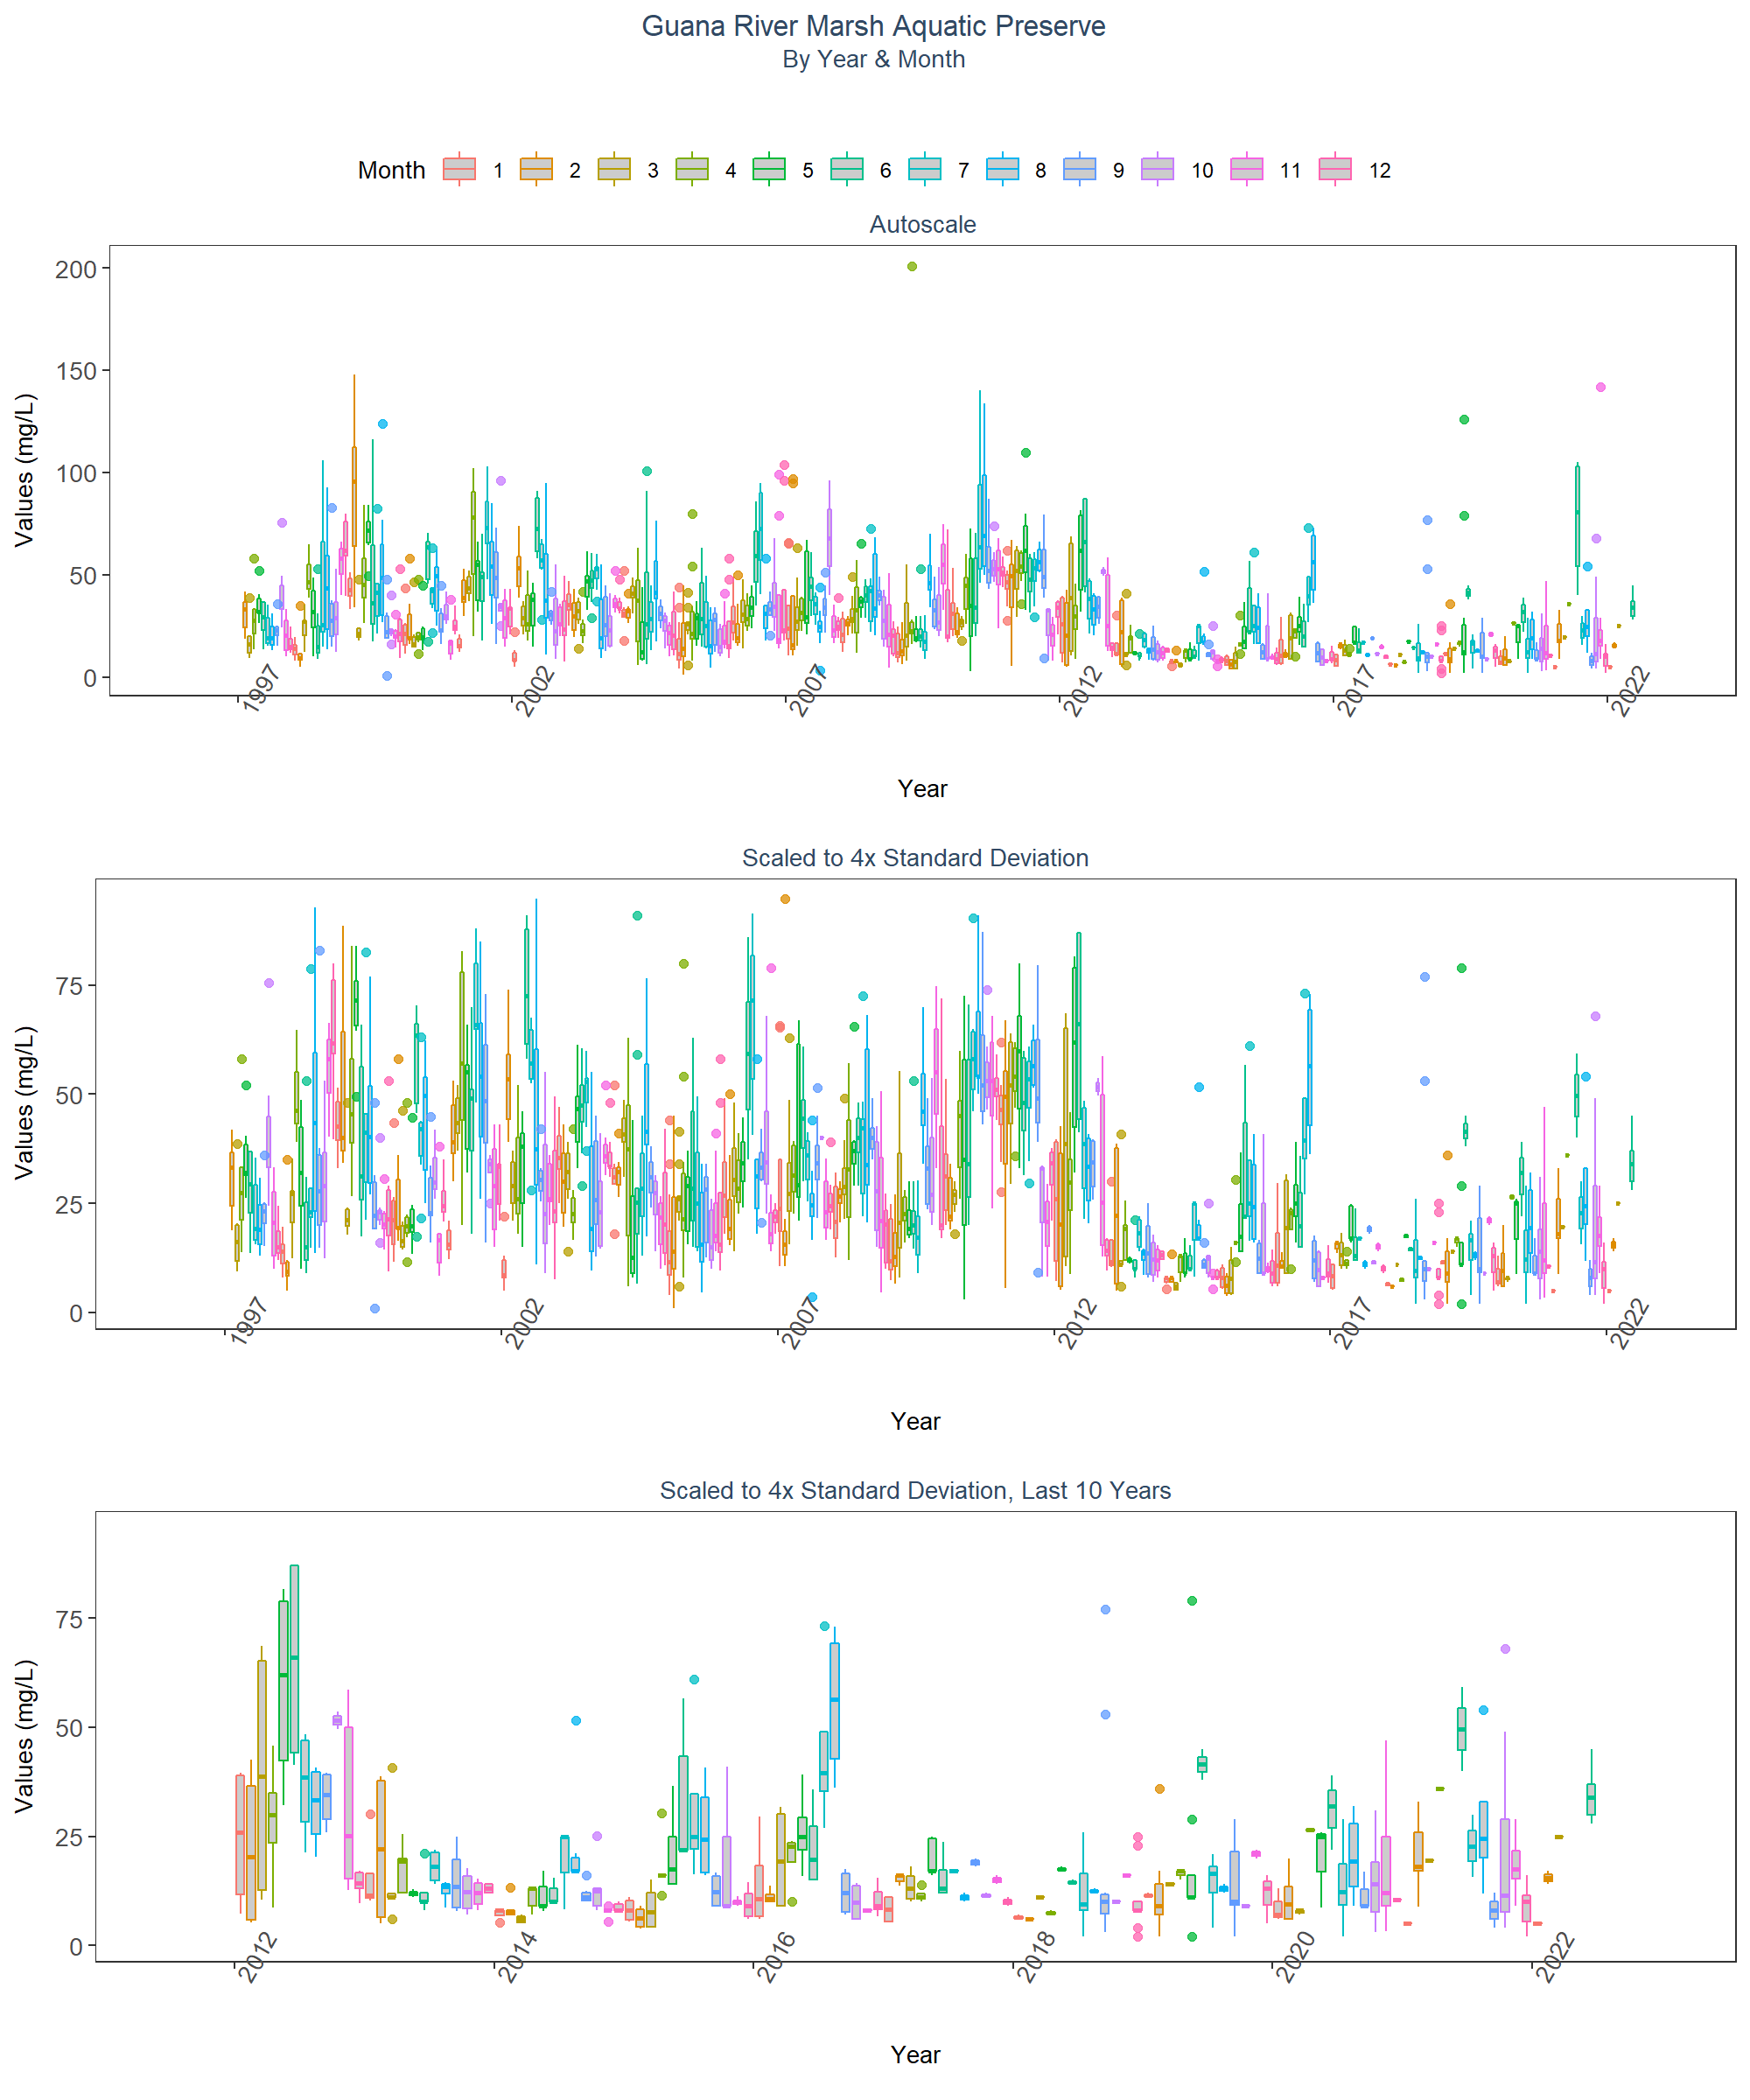 Guana River Marsh Aquatic Preserve
By Year & Month
Month 1 2 3 4 5 6 7 8 9 10 11 12
Autoscale
Values (mg/L)
200
150
100
50
0
1997 2002 2007 2012 2017 2022
Year
Scaled to 4x Standard Deviation
Values (mg/L)
75
50
25
0
1997 2002 2007 2012 2017 2022
Year
Scaled to 4x Standard Deviation, Last 10 Years
Values (mg/L)
75
50
25
0
2012 2014 2016 2018 2020 2022
Year